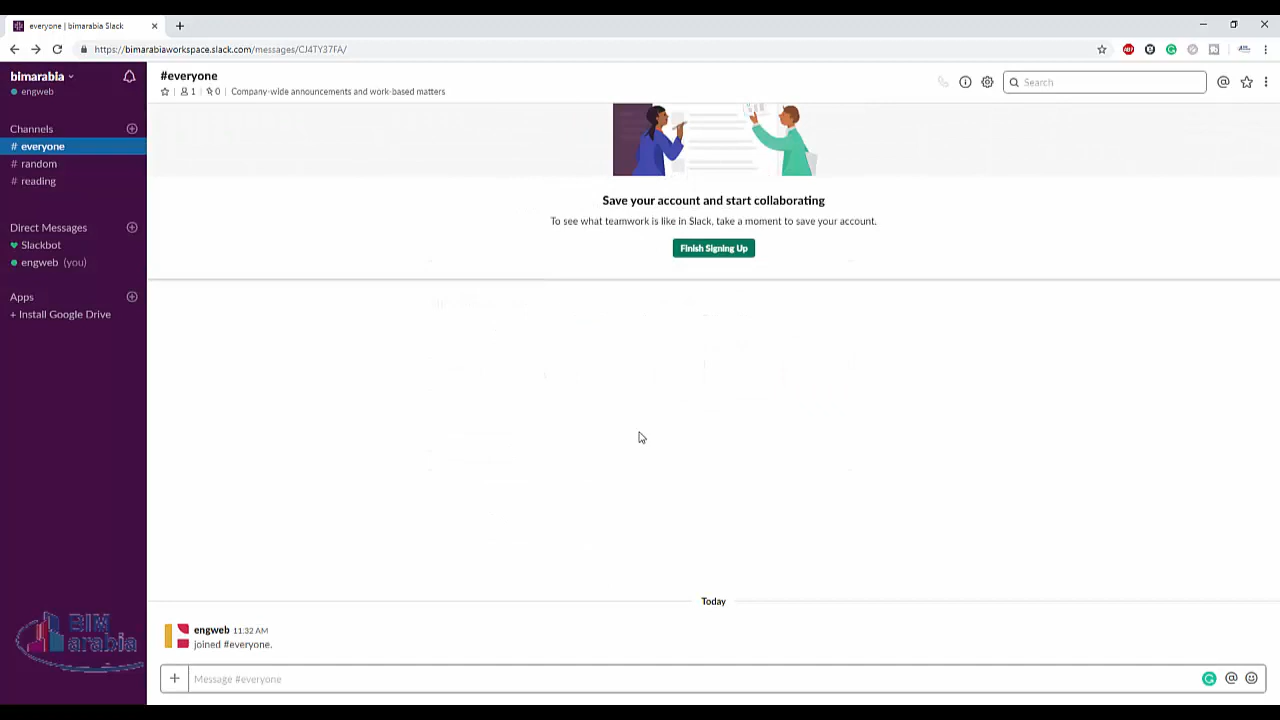 everyone | bimarabia Slack
https://bimarabiaworkspace.slack.com/messages/CJ4TY37FA/
bimarabia
engweb
#everyone
1 | 0 | Company-wide announcements and work-based matters
Search
Channels
# everyone
# random
# reading
Direct Messages
Slackbot
engweb (you)
Apps
+ Install Google Drive
Save your account and start collaborating
To see what teamwork is like in Slack, take a moment to save your account.
Finish Signing Up
Today
engweb 11:32 AM
joined #everyone.
Message #everyone
BIM
arabia